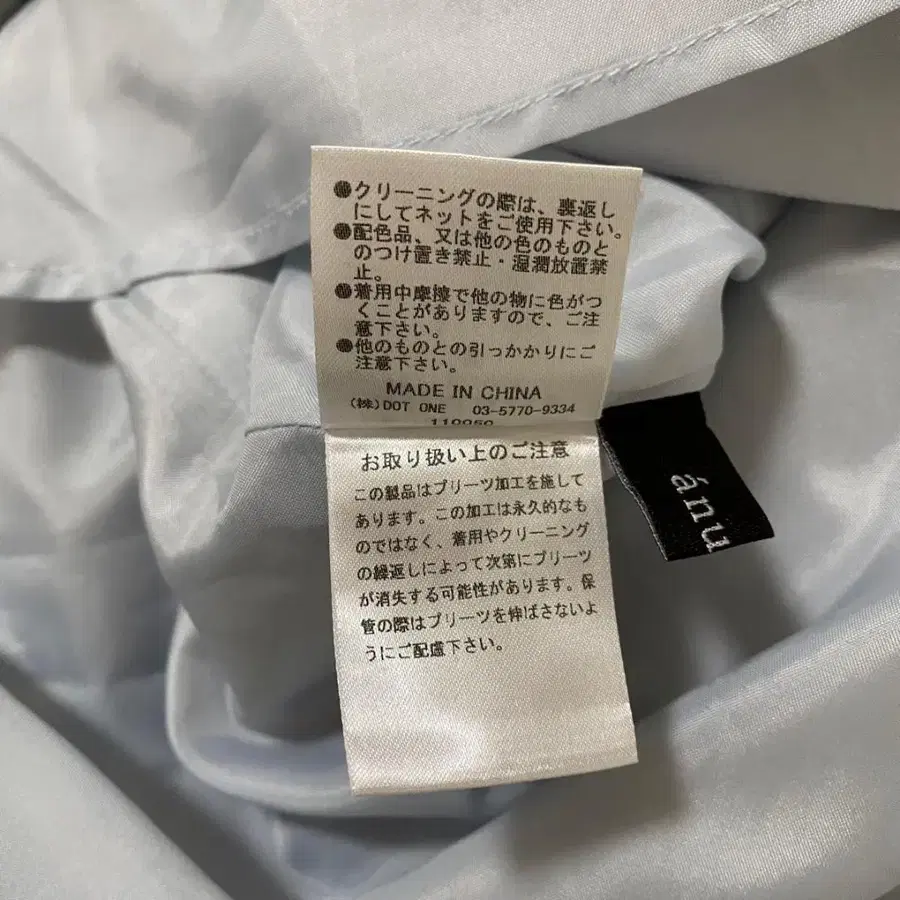 ●クリーニングの際は、裏返し
にしてネットをご使用下さい。
●配色品、又は他の色のものと
のつけ置き禁止・湿潤放置禁
止。
●着用中摩擦で他の物に色がつ
くことがありますので、ご注
意下さい。
●他のものとの引っかかりにご
注意下さい。
MADE IN CHINA
(株)DOT ONE 03-5770-9334
お取り扱い上のご注意
この製品はプリーツ加工を施して
あります。この加工は永久的なも
のではなく、着用やクリーニング
の繰返しによって次第にプリーツ
が消失する可能性があります。保
管の際はプリーツを伸ばさないよ
うにご配慮下さい。
ánu